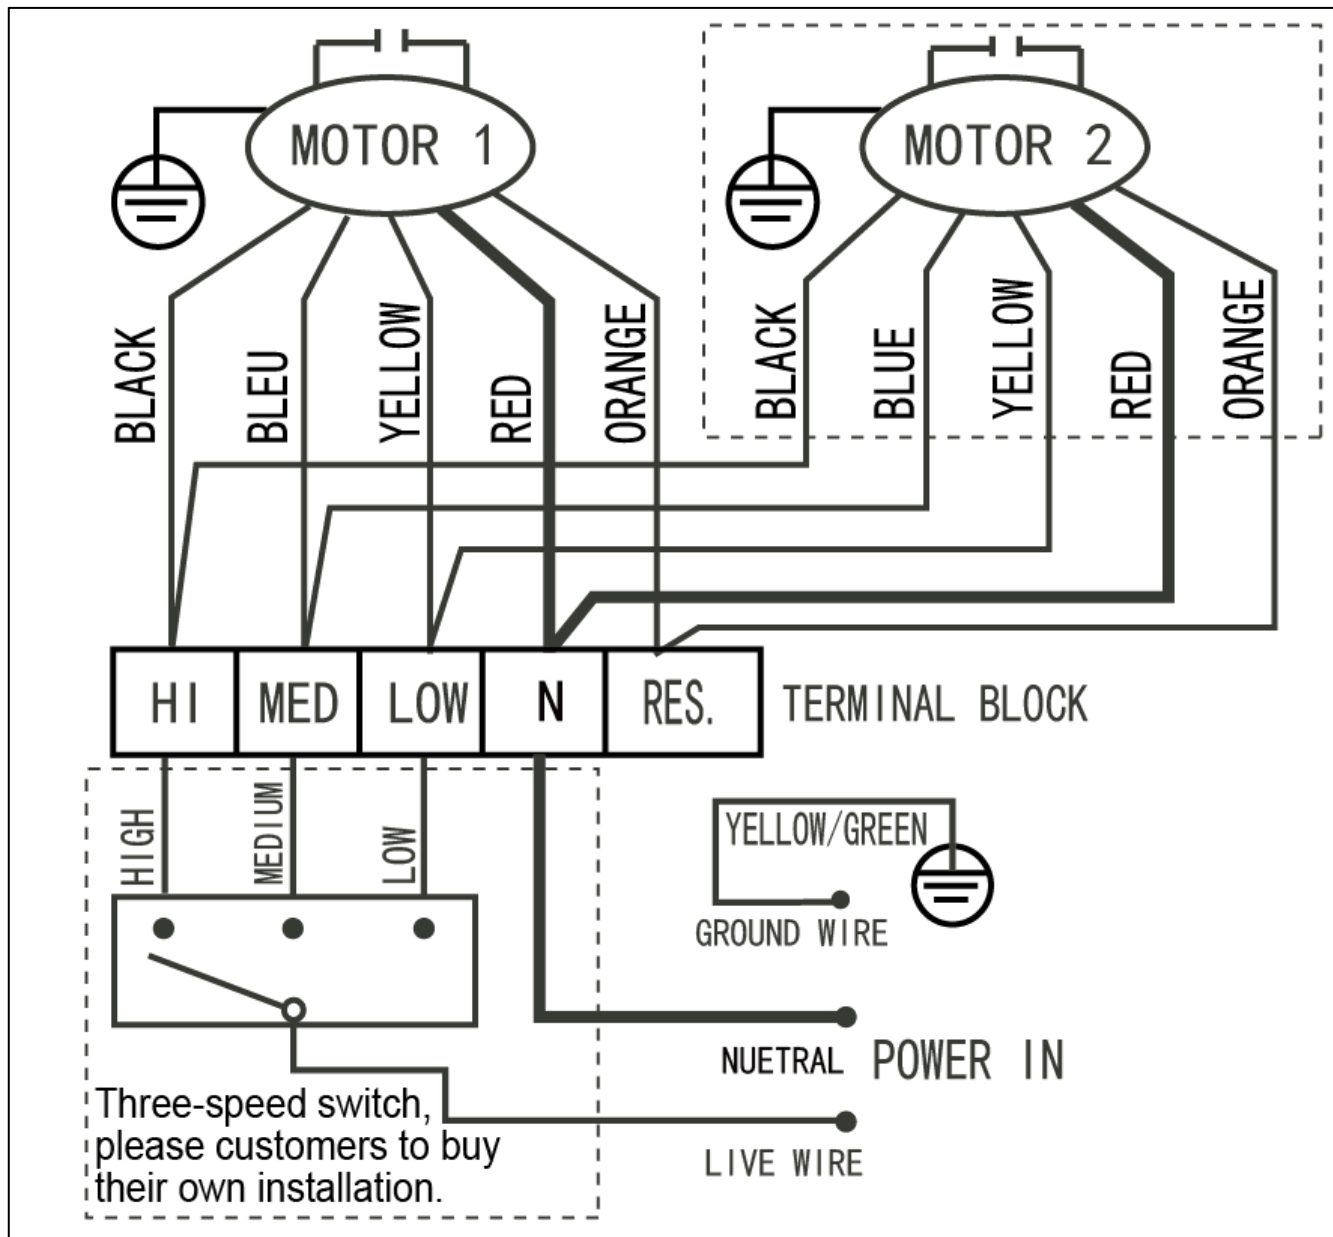 MOTOR 1
MOTOR 2
BLACK
BLEU
YELLOW
RED
ORANGE
BLACK
BLUE
YELLOW
RED
ORANGE
HI
MED
LOW
N
RES.
TERMINAL BLOCK
HIGH
MEDIUM
LOW
YELLOW/GREEN
GROUND WIRE
NUETRAL
POWER IN
LIVE WIRE
Three-speed switch,
please customers to buy
their own installation.